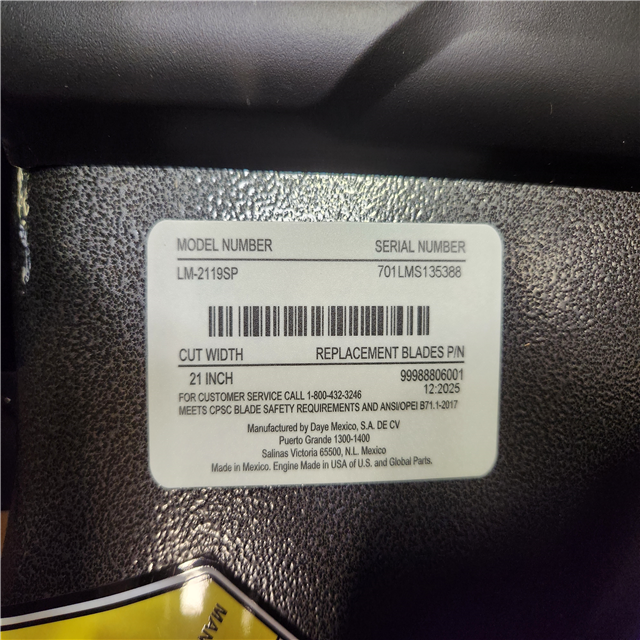 MODEL NUMBER SERIAL NUMBER
LM-2119SP 701LMS135388
CUT WIDTH REPLACEMENT BLADES P/N
21 INCH 99988806001
12.2025
FOR CUSTOMER SERVICE CALL 1-800-432-3246
MEETS CPSC BLADE SAFETY REQUIREMENTS AND ANSI/OPEI B71.1-2017
Manufactured by Daye Mexico, S.A. DE CV
Puerto Grande 1300-1400
Salinas Victoria 65500, N.L. Mexico
Made in Mexico. Engine Made in USA of U.S. and Global Parts.